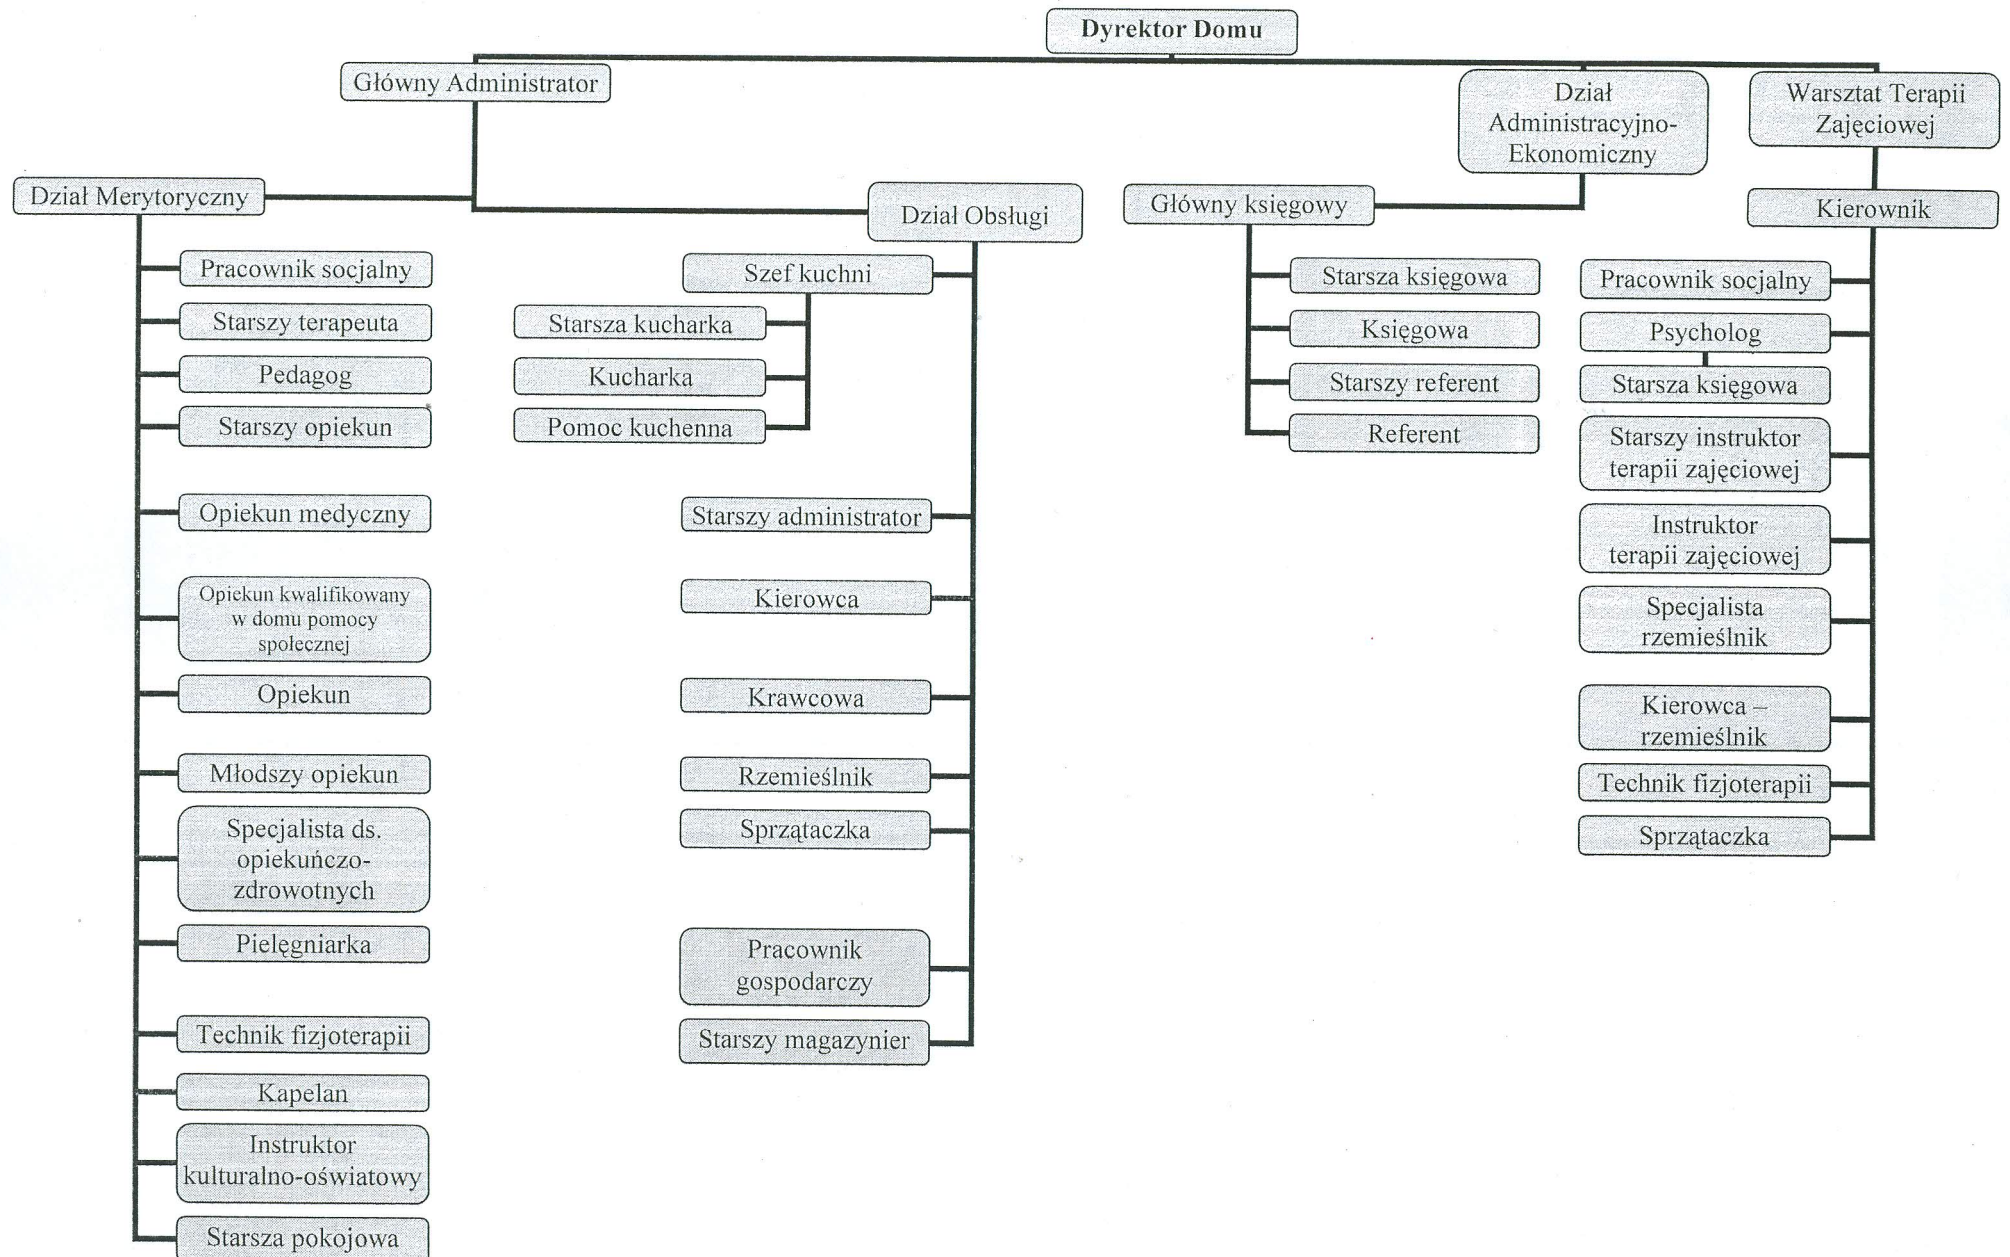 Dyrektor Domu
Główny Administrator
Dział
Administracyjno-
Ekonomiczny
Warsztat Terapii
Zajęciowej
Dział Merytoryczny
Dział Obsługi
Główny księgowy
Kierownik
Pracownik socjalny
Starszy terapeuta
Pedagog
Starszy opiekun
Opiekun medyczny
Opiekun kwalifikowany
w domu pomocy
społecznej
Opiekun
Młodszy opiekun
Specjalista ds.
opiekuńczo-
zdrowotnych
Pielęgniarka
Technik fizjoterapii
Kapelan
Instruktor
kulturalno-oświatowy
Starsza pokojowa
Szef kuchni
Starsza kucharka
Kucharka
Pomoc kuchenna
Starszy administrator
Kierowca
Krawcowa
Rzemieślnik
Sprzątaczka
Pracownik
gospodarczy
Starszy magazynier
Starsza księgowa
Księgowa
Starszy referent
Referent
Pracownik socjalny
Psycholog
Starsza księgowa
Starszy instruktor
terapii zajęciowej
Instruktor
terapii zajęciowej
Specjalista
rzemieślnik
Kierowca –
rzemieślnik
Technik fizjoterapii
Sprzątaczka